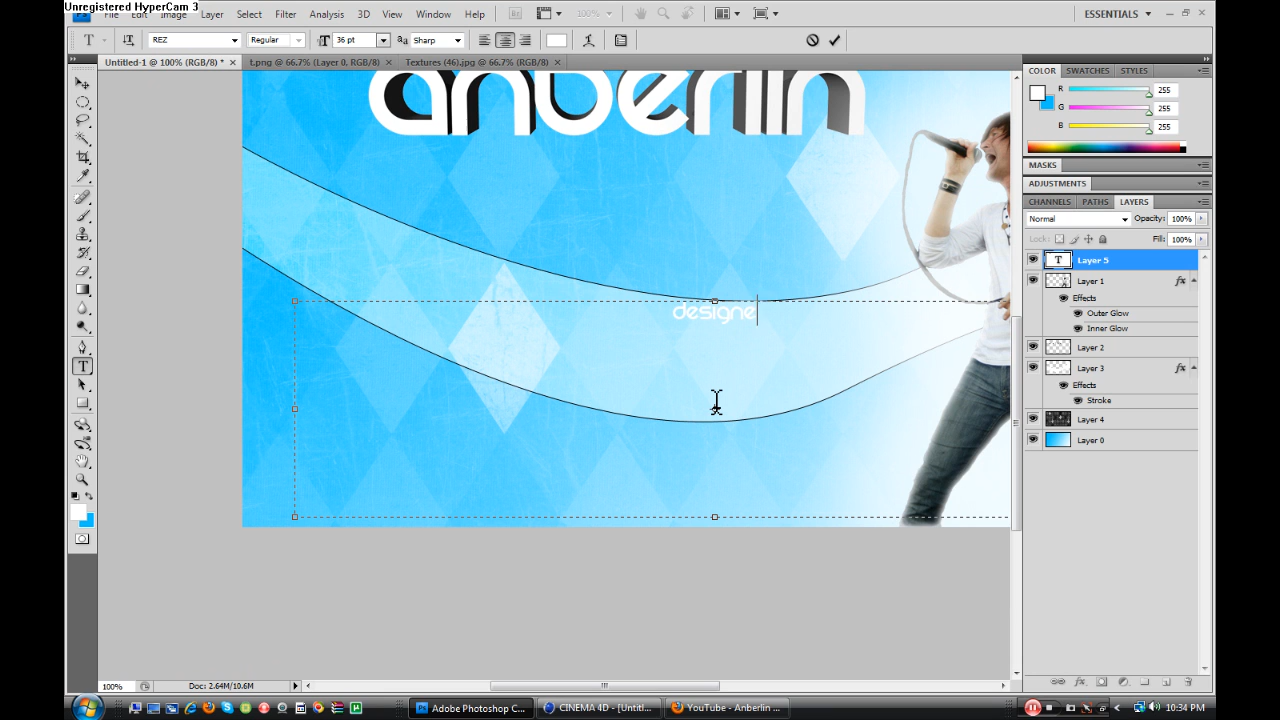 Unregistered HyperCam 3
File Edit Image Layer Select Filter Analysis 3D View Window Help
100%
ESSENTIALS
T REZ Regular 36 pt Sharp
Untitled-1 @ 100% (RGB/8) * t.png @ 66.7% (Layer 0, RGB/8) Textures (46).jpg @ 66.7% (RGB/8)
anberlin
designe
COLOR SWATCHES STYLES
R 255
G 255
B 255
MASKS
ADJUSTMENTS
CHANNELS PATHS LAYERS
Normal Opacity: 100%
Lock: Fill: 100%
T Layer 5
Layer 1 fx
Effects
Outer Glow
Inner Glow
Layer 2
Layer 3 fx
Effects
Stroke
Layer 4
Layer 0
100% Doc: 2.64M/10.6M
Adobe Photoshop C... CINEMA 4D - [Untitl... YouTube - Anberlin ... 10:34 PM